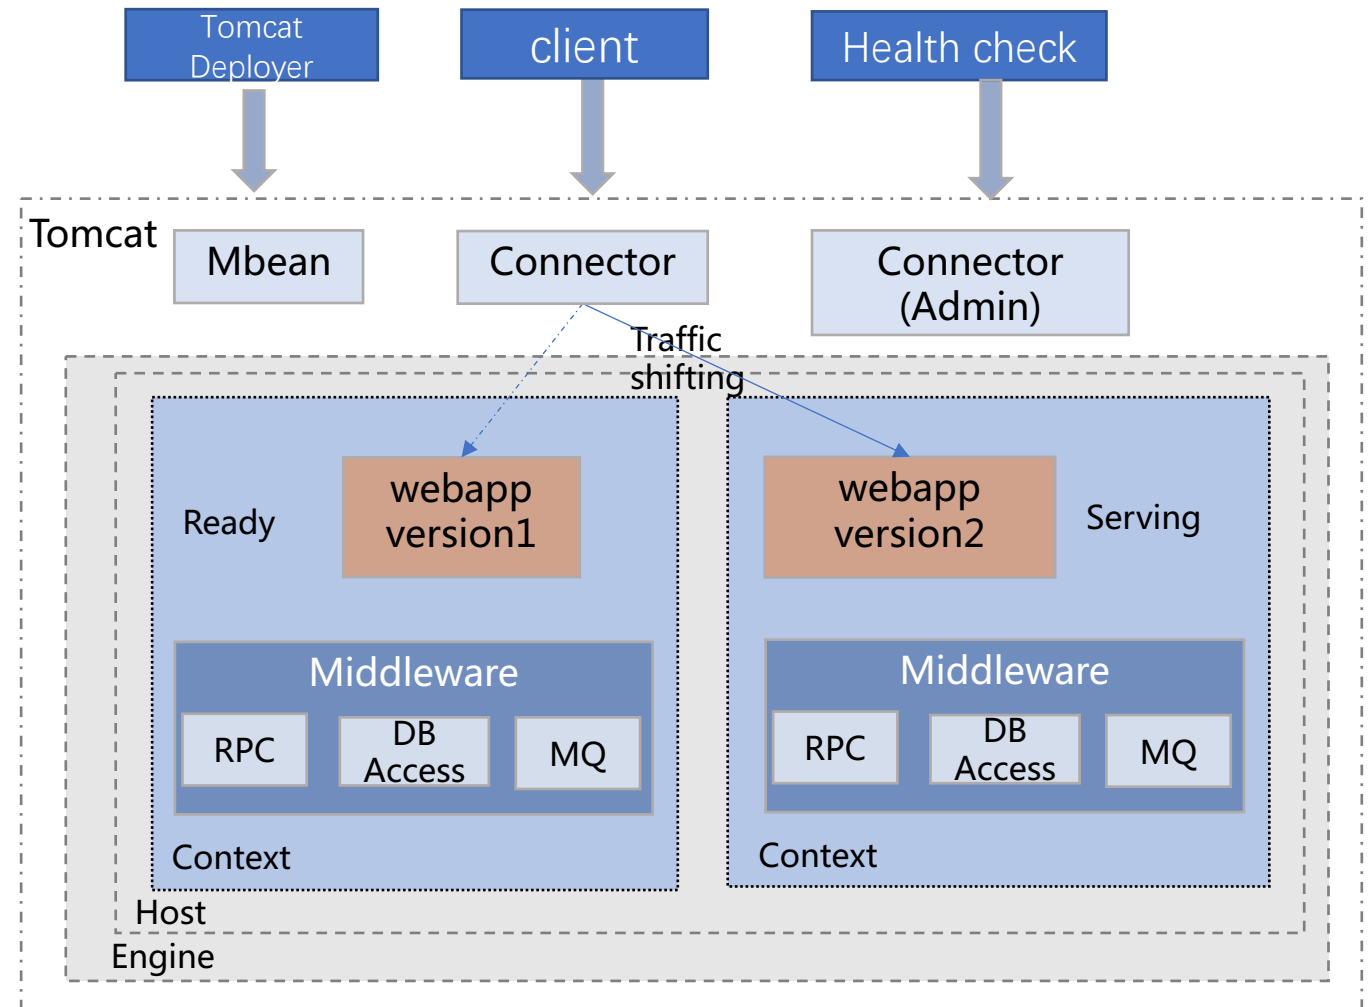 Tomcat
Deployer
client
Health check
Tomcat
Mbean
Connector
Connector
(Admin)
Traffic
shifting
Ready
webapp
version1
webapp
version2
Serving
Middleware
RPC
DB
Access
MQ
Context
Middleware
RPC
DB
Access
MQ
Context
Host
Engine